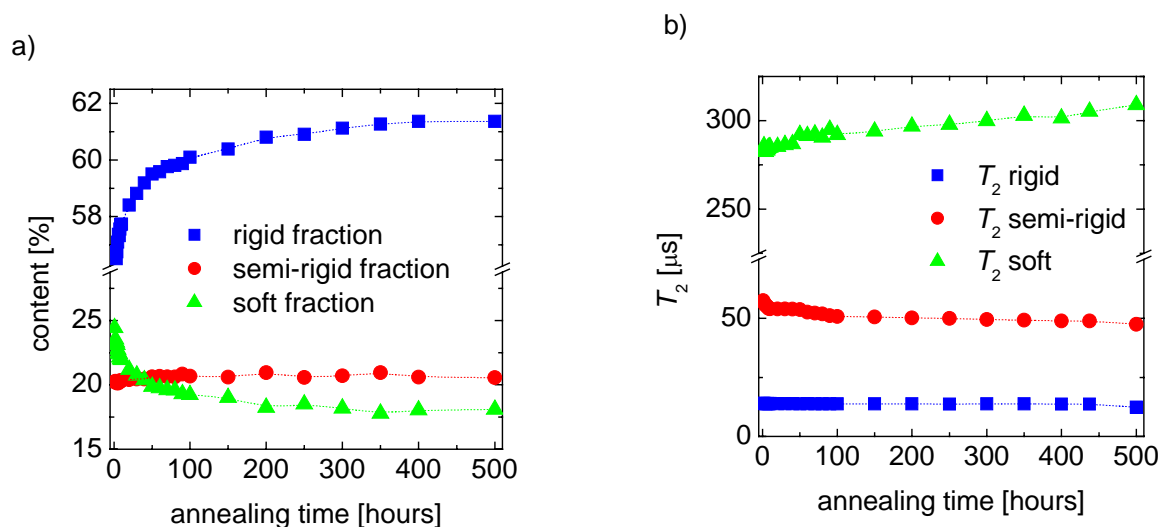 a)
content [%]
62
60
58
25
20
15
rigid fraction
semi-rigid fraction
soft fraction
0 100 200 300 400 500
annealing time [hours]
b)
T2 [μs]
300
275
50
0
T2 rigid
T2 semi-rigid
T2 soft
0 100 200 300 400 500
annealing time [hours]